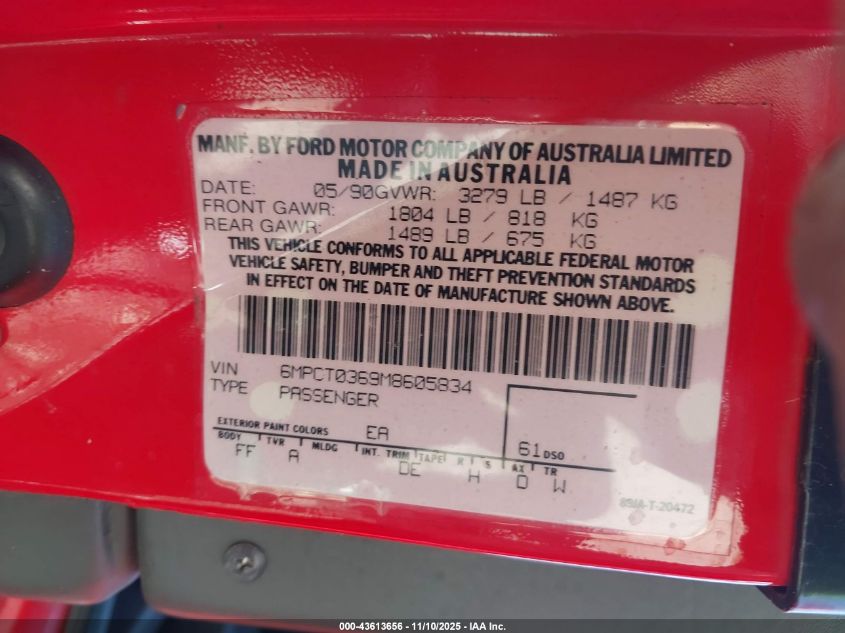 MANF. BY FORD MOTOR COMPANY OF AUSTRALIA LIMITED
MADE IN AUSTRALIA
DATE: 05/90 GVWR: 3279 LB / 1487 KG
FRONT GAWR: 1804 LB / 818 KG
REAR GAWR: 1489 LB / 675 KG
THIS VEHICLE CONFORMS TO ALL APPLICABLE FEDERAL MOTOR
VEHICLE SAFETY, BUMPER AND THEFT PREVENTION STANDARDS
IN EFFECT ON THE DATE OF MANUFACTURE SHOWN ABOVE.
VIN 6MPCT0369M8605834
TYPE PASSENGER
EXTERIOR PAINT COLORS EA 61 DSO
BODY TVR MLDG INT. TRIM TAPE R S AX TR
FF A DE H D W
89JA-T-20472
000-43613656 - 11/10/2025 - IAA Inc.